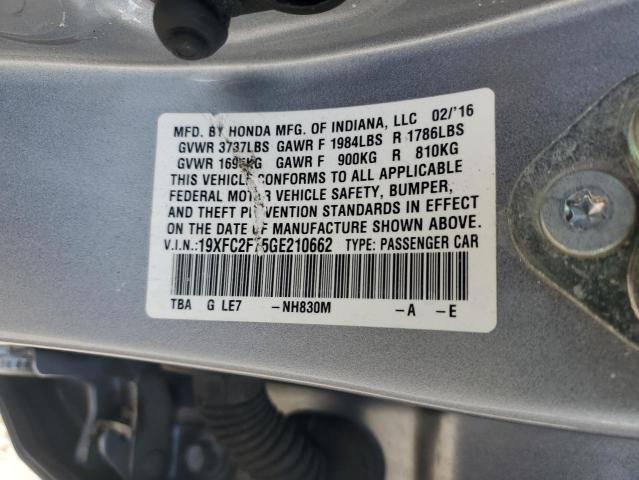 MFD. BY HONDA MFG. OF INDIANA, LLC 02/'16
GVWR 3737LBS GAWR F 1984LBS R 1786LBS
GVWR GAWR F 900KG R 810KG
THIS VEHICLE CONFORMS TO ALL APPLICABLE
FEDERAL MOTOR VEHICLE SAFETY, BUMPER,
AND THEFT PREVENTION STANDARDS IN EFFECT
ON THE DATE OF MANUFACTURE SHOWN ABOVE.
V.I.N.: TYPE: PASSENGER CAR
TBA G LE7 -NH830M -A -E